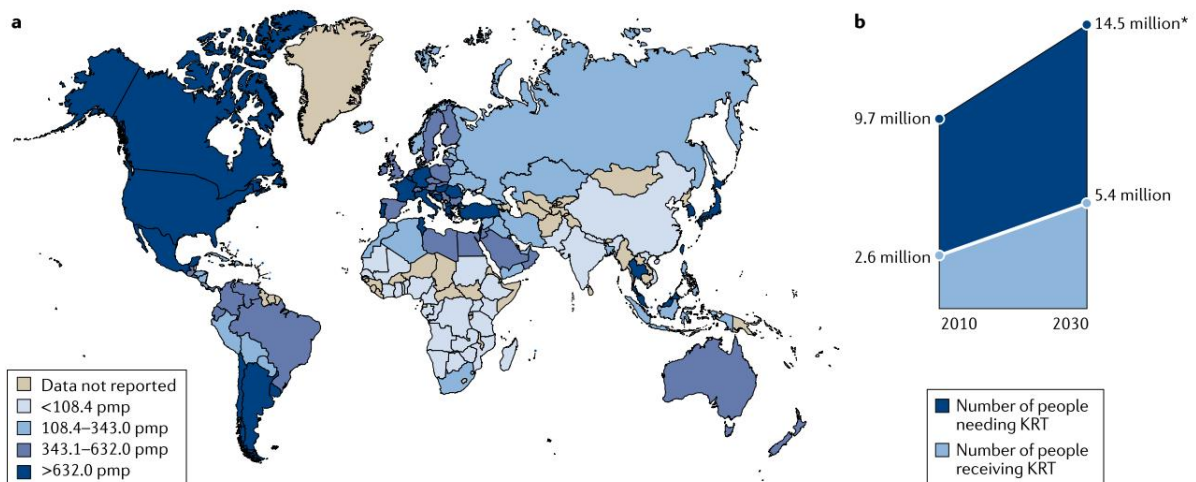 a
Data not reported
<108.4 pmp
108.4–343.0 pmp
343.1–632.0 pmp
>632.0 pmp
b
14.5 million*
9.7 million
5.4 million
2.6 million
2010
2030
Number of people
needing KRT
Number of people
receiving KRT